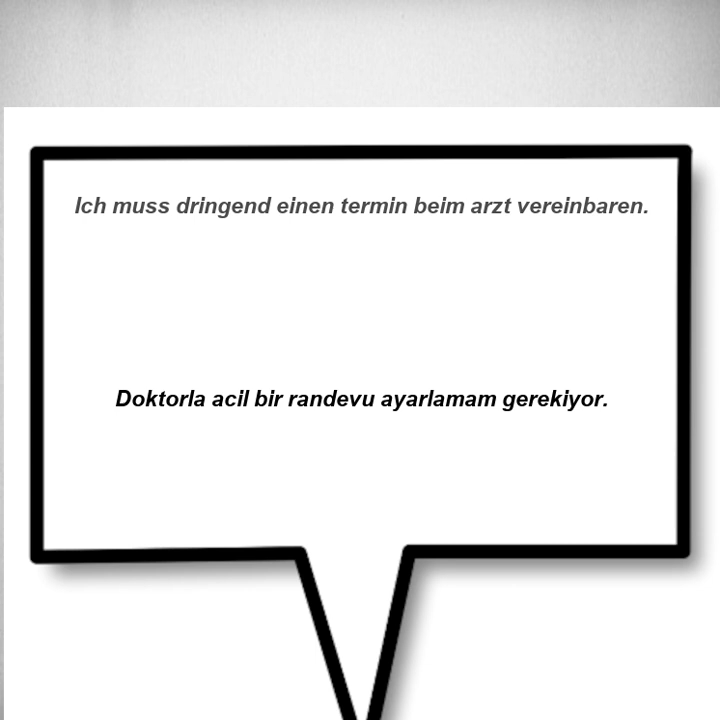 Ich muss dringend einen termin beim arzt vereinbaren.
Doktorla acil bir randevu ayarlamam gerekiyor.